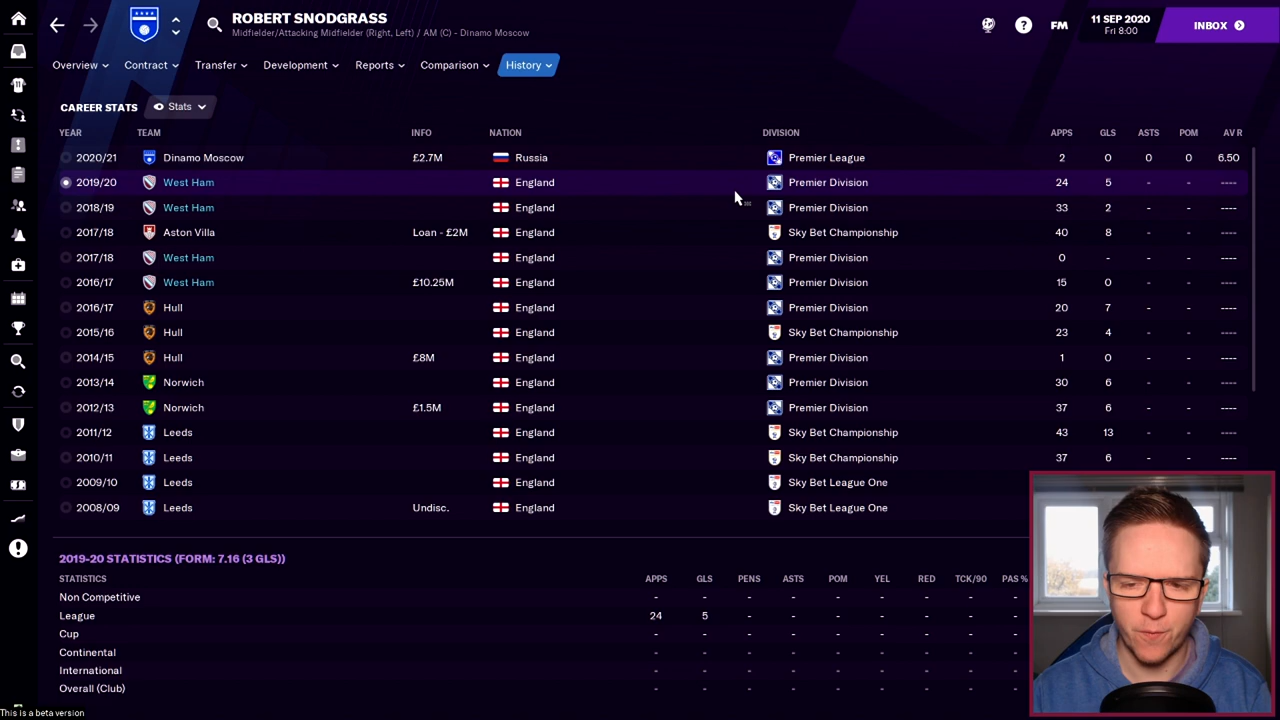 ROBERT SNODGRASS
Midfielder/Attacking Midfielder (Right, Left) / AM (C) - Dinamo Moscow
? FM 11 SEP 2020
Fri 8:00
INBOX
Overview Contract Transfer Development Reports Comparison History
CAREER STATS Stats
YEAR TEAM INFO NATION DIVISION APPS GLS ASTS POM AV R
2020/21 Dinamo Moscow £2.7M Russia Premier League 2 0 0 0 6.50
2019/20 West Ham England Premier Division 24 5 - - ----
2018/19 West Ham England Premier Division 33 2 - - ----
2017/18 Aston Villa Loan - £2M England Sky Bet Championship 40 8 - - ----
2017/18 West Ham England Premier Division 0 - - - ----
2016/17 West Ham £10.25M England Premier Division 15 0 - - ----
2016/17 Hull England Premier Division 20 7 - - ----
2015/16 Hull England Sky Bet Championship 23 4 - - ----
2014/15 Hull £8M England Premier Division 1 0 - - ----
2013/14 Norwich England Premier Division 30 6 - - ----
2012/13 Norwich £1.5M England Premier Division 37 6 - - ----
2011/12 Leeds England Sky Bet Championship 43 13 - - ----
2010/11 Leeds England Sky Bet Championship 37 6 - - ----
2009/10 Leeds England Sky Bet League One
2008/09 Leeds Undisc. England Sky Bet League One
2019-20 STATISTICS (FORM: 7.16 (3 GLS))
STATISTICS APPS GLS PENS ASTS POM YEL RED TCK/90 PAS %
Non Competitive - - - - - - - - -
League 24 5 - - - - - - -
Cup - - - - - - - - -
Continental - - - - - - - - -
International - - - - - - - - -
Overall (Club) - - - - - - - - -
This is a beta version